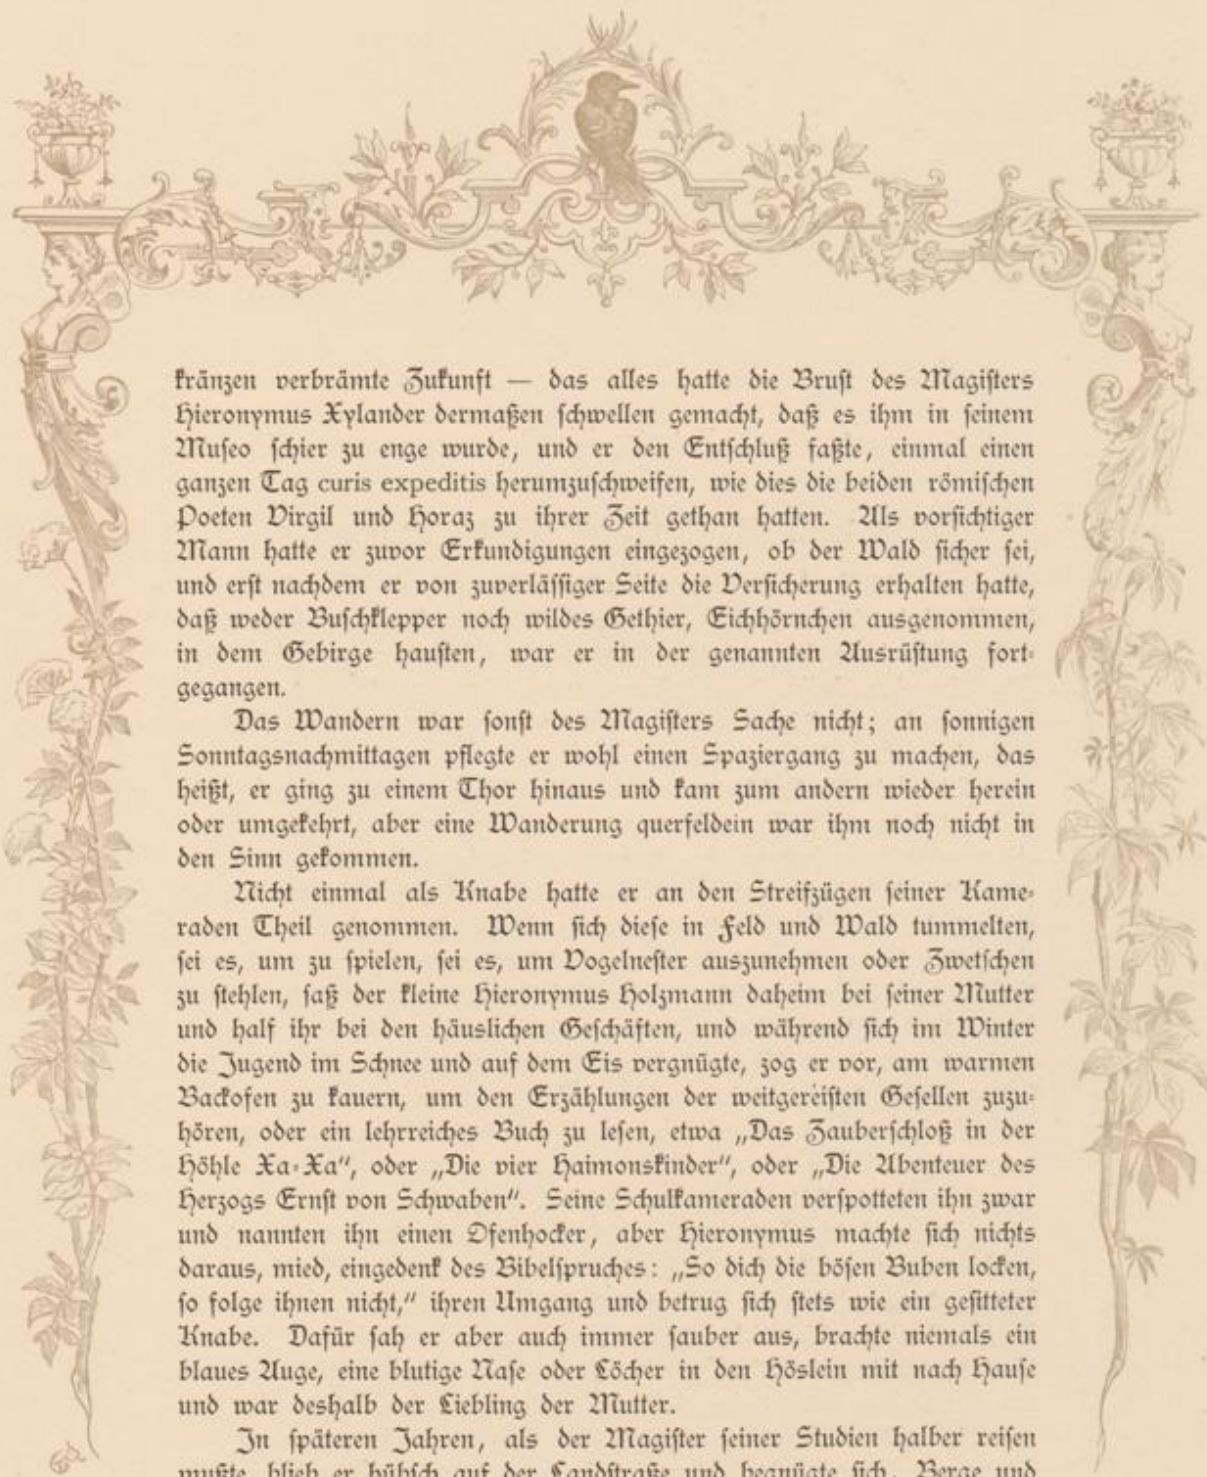 kränzen verbrämte Zukunft — das alles hatte die Brust des Magisters
Hieronymus Xylander dermaßen schwellen gemacht, daß es ihm in seinem
Museo schier zu enge wurde, und er den Entschluß faßte, einmal einen
ganzen Tag curis expeditis herumzuschweifen, wie dies die beiden römischen
Poeten Virgil und Horaz zu ihrer Zeit gethan hatten. Als vorsichtiger
Mann hatte er zuvor Erkundigungen eingezogen, ob der Wald sicher sei,
und erst nachdem er von zuverlässiger Seite die Versicherung erhalten hatte,
daß weder Buschklepper noch wildes Gethier, Eichhörnchen ausgenommen,
in dem Gebirge hausten, war er in der genannten Ausrüstung fort-
gegangen.
Das Wandern war sonst des Magisters Sache nicht; an sonnigen
Sonntagsnachmittagen pflegte er wohl einen Spaziergang zu machen, das
heißt, er ging zu einem Thor hinaus und kam zum andern wieder herein
oder umgekehrt, aber eine Wanderung querfeldein war ihm noch nicht in
den Sinn gekommen.
Nicht einmal als Knabe hatte er an den Streifzügen seiner Kame-
raden Theil genommen. Wenn sich diese in Feld und Wald tummelten,
sei es, um zu spielen, sei es, um Vogelnester auszunehmen oder Zwetschen
zu stehlen, saß der kleine Hieronymus Holzmann daheim bei seiner Mutter
und half ihr bei den häuslichen Geschäften, und während sich im Winter
die Jugend im Schnee und auf dem Eis vergnügte, zog er vor, am warmen
Backofen zu kauern, um den Erzählungen der weitgereisten Gesellen zuzu-
hören, oder ein lehrreiches Buch zu lesen, etwa „Das Zauberschloß in der
Höhle Xa-Xa“, oder „Die vier Haimonskinder“, oder „Die Abenteuer des
Herzogs Ernst von Schwaben“. Seine Schulkameraden verspotteten ihn zwar
und nannten ihn einen Ofenhocker, aber Hieronymus machte sich nichts
daraus, mied, eingedenk des Bibelspruches: „So dich die bösen Buben locken,
so folge ihnen nicht,“ ihren Umgang und betrug sich stets wie ein gesitteter
Knabe. Dafür sah er aber auch immer sauber aus, brachte niemals ein
blaues Auge, eine blutige Nase oder Löcher in den Höslein mit nach Hause
und war deshalb der Liebling der Mutter.
In späteren Jahren, als der Magister seiner Studien halber reisen
mußte, blieb er hübsch auf der Landstraße und begnügte sich, Berge und